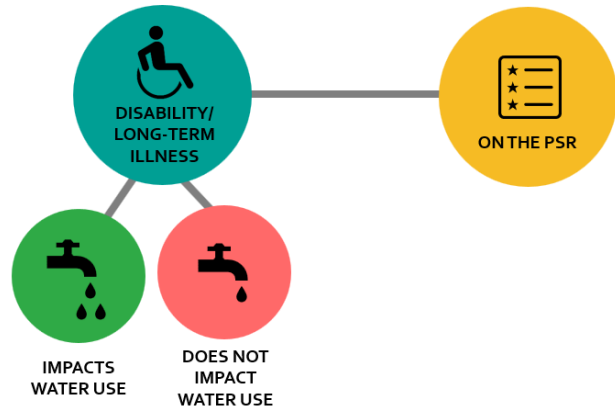 DISABILITY/
LONG-TERM
ILLNESS
ON THE PSR
IMPACTS
WATER USE
DOES NOT
IMPACT
WATER USE